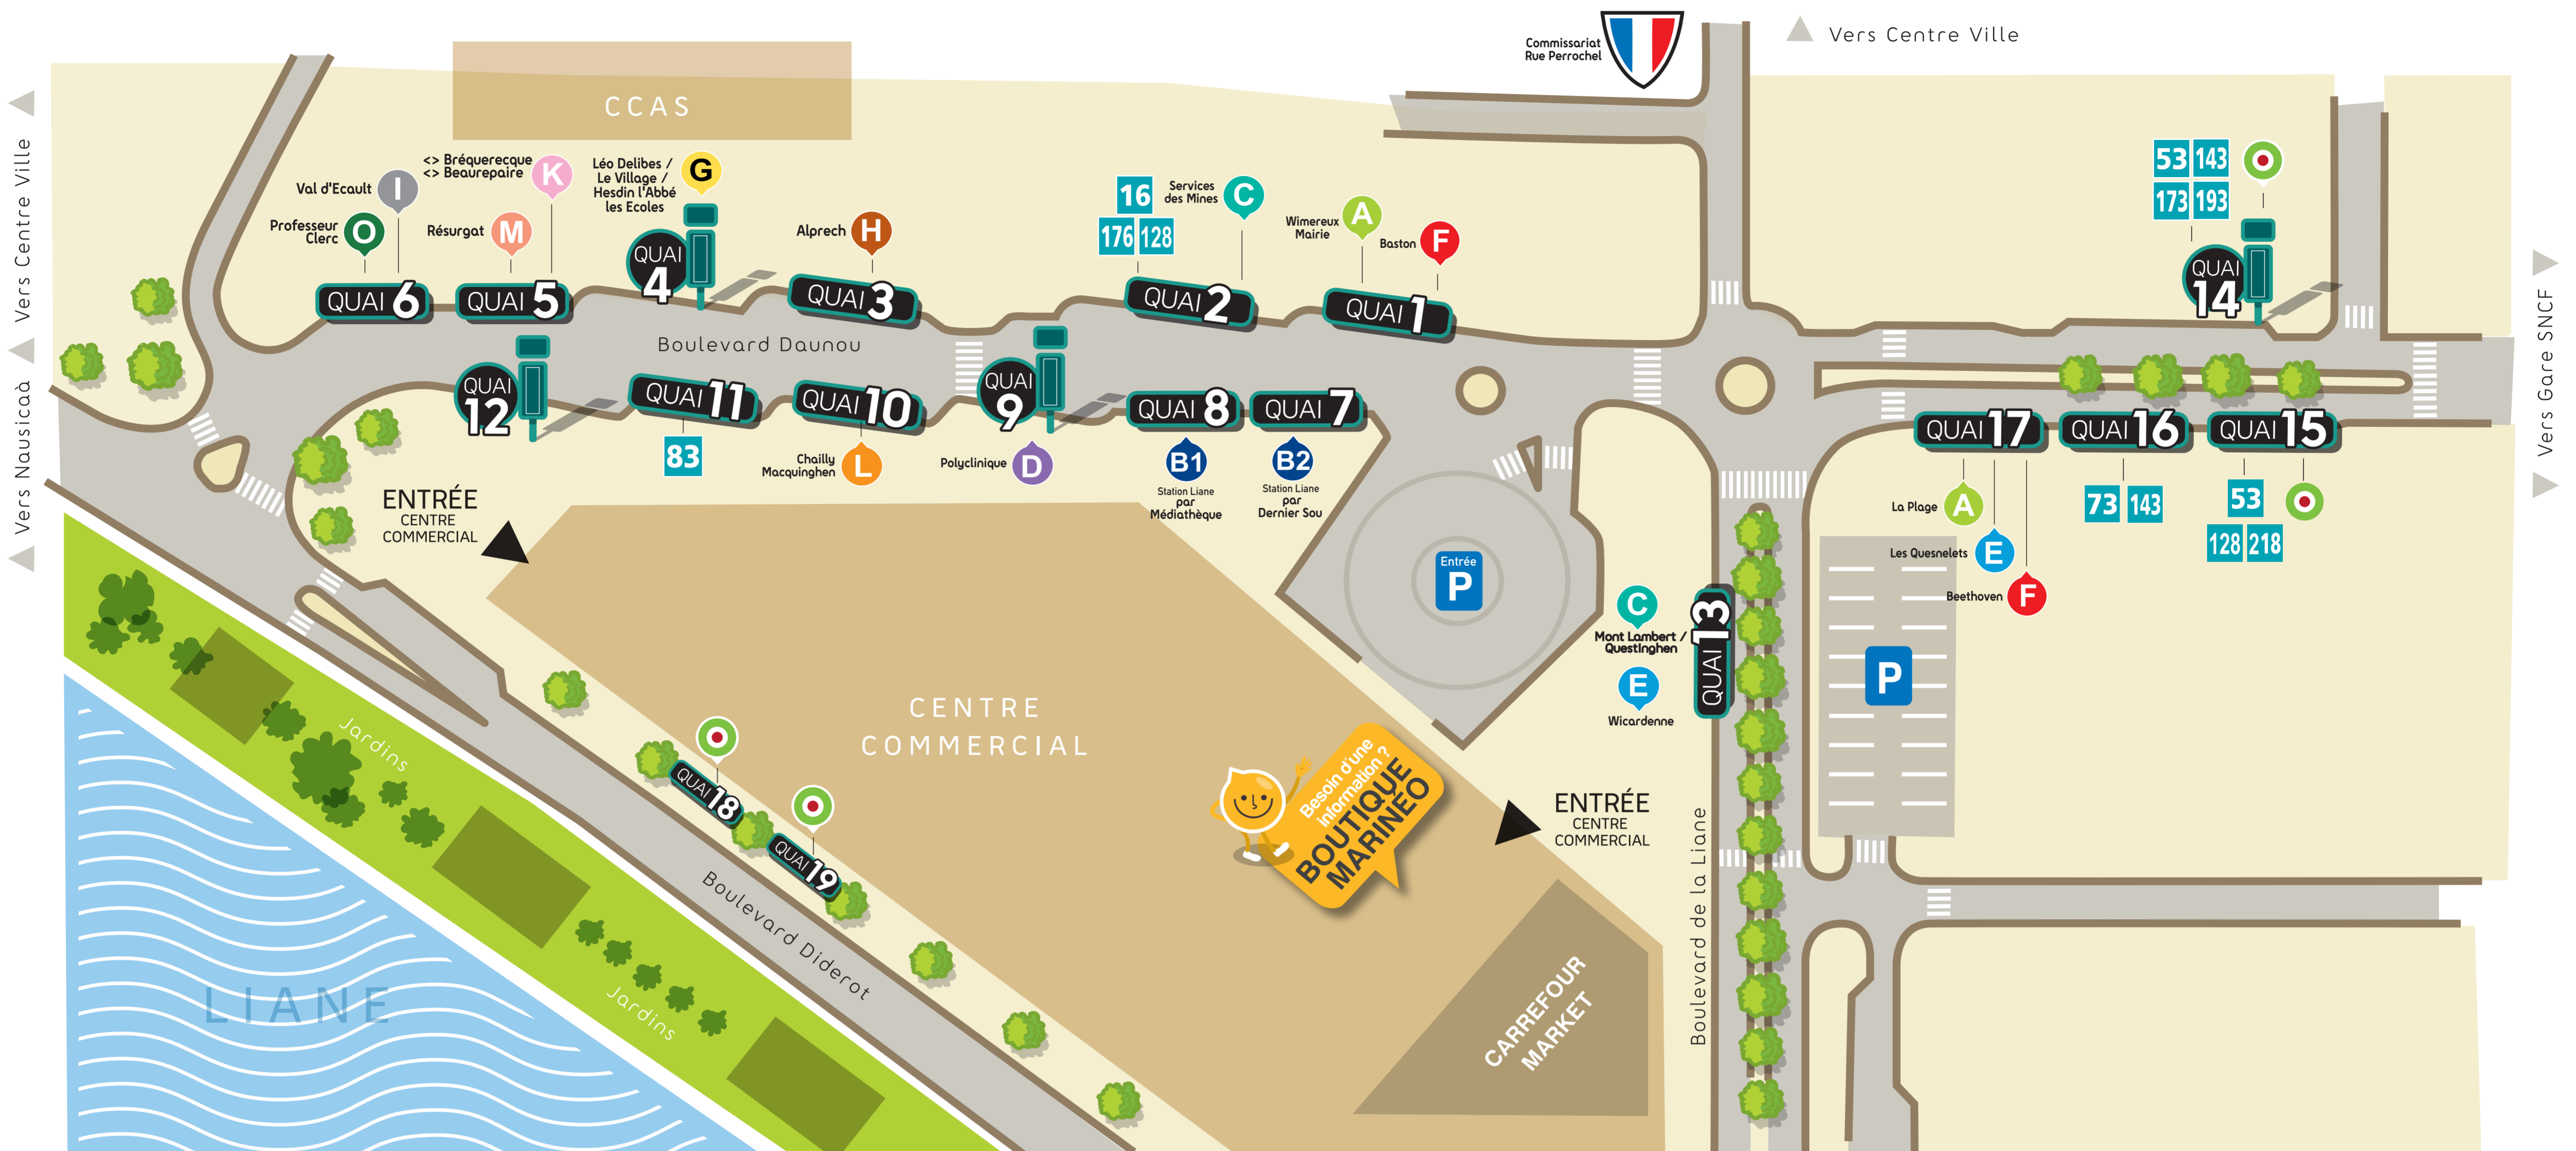 Commissariat
Rue Perrochel
Vers Centre Ville
Vers Centre Ville
Vers Nausicaà
Vers Gare SNCF
CCAS
Professeur
Clerc
O
Val d'Ecault
I
QUAI 6
<> Bréquerecque
<> Beaurepaire
K
Résurgat
M
QUAI 5
Léo Delibes /
Le Village /
Hesdin l'Abbé
les Ecoles
G
QUAI
4
Alprech
H
QUAI 3
16
176 128
Services
des Mines
C
QUAI 2
Wimereux
Mairie
A
Baston
F
QUAI 1
53 143
173 193
QUAI
14
Boulevard Daunou
QUAI
12
QUAI 11
83
QUAI 10
Chailly
Macquinghen
L
QUAI
9
Polyclinique
D
QUAI 8
B1
Station Liane
par
Médiathèque
QUAI 7
B2
Station Liane
par
Dernier Sou
QUAI 17
La Plage
A
Les Quesnelets
E
Beethoven
F
QUAI 16
73 143
QUAI 15
53
128 218
ENTRÉE
CENTRE
COMMERCIAL
Entrée
P
C
Mont Lambert /
Questinghen
E
Wicardenne
QUAI 13
P
CENTRE
COMMERCIAL
QUAI 18
QUAI 19
Besoin d'une
information ?
BOUTIQUE
MARINÉO
ENTRÉE
CENTRE
COMMERCIAL
Boulevard de la Liane
CARREFOUR
MARKET
Boulevard Diderot
Jardins
Jardins
LIANE